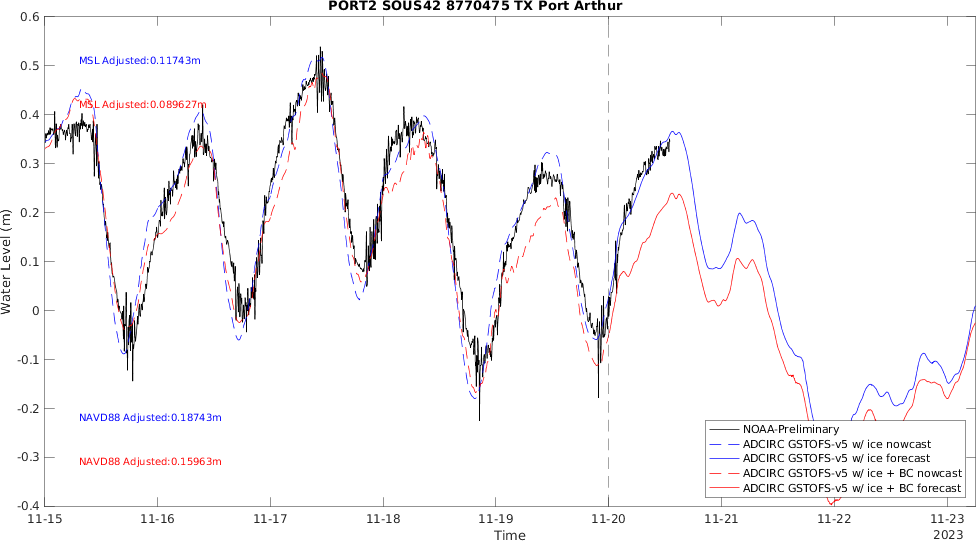 PORT2 SOUS42 8770475 TX Port Arthur
Water Level (m)
0.6
0.5
0.4
0.3
0.2
0.1
0
-0.1
-0.2
-0.3
-0.4
MSL Adjusted:0.11743m
MSL Adjusted:0.089627m
NAVD88 Adjusted:0.18743m
NAVD88 Adjusted:0.15963m
NOAA-Preliminary
ADCIRC GSTOFS-v5 w/ ice nowcast
ADCIRC GSTOFS-v5 w/ ice forecast
ADCIRC GSTOFS-v5 w/ ice + BC nowcast
ADCIRC GSTOFS-v5 w/ ice + BC forecast
11-15 11-16 11-17 11-18 11-19 11-20 11-21 11-22 11-23
Time
2023